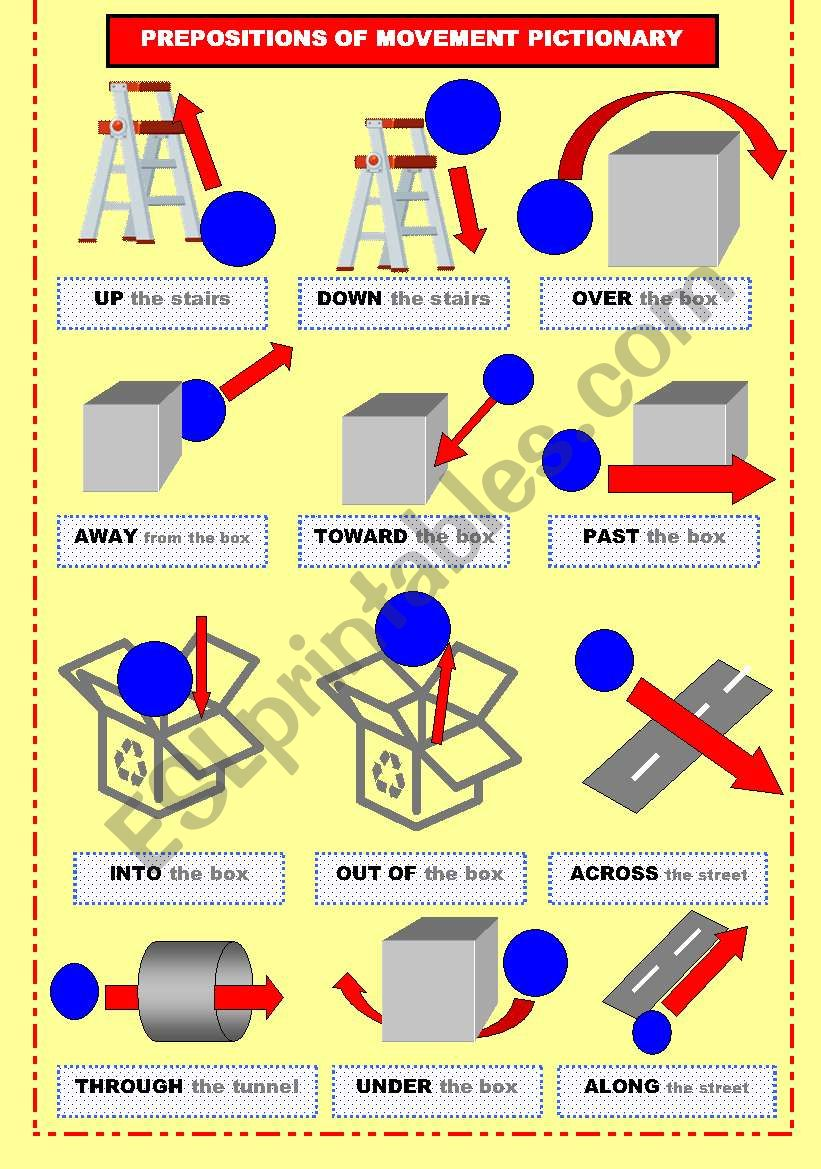 PREPOSITIONS OF MOVEMENT PICTIONARY
UP the stairs
DOWN the stairs
OVER the box
AWAY from the box
TOWARD the box
PAST the box
INTO the box
OUT OF the box
ACROSS the street
THROUGH the tunnel
UNDER the box
ALONG the street
ESLprintables.com